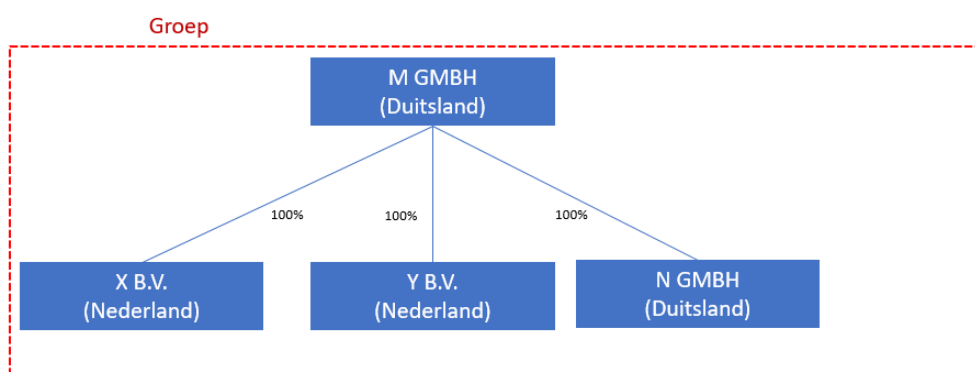 Groep
M GMBH
(Duitsland)
100%
100%
100%
X B.V.
(Nederland)
Y B.V.
(Nederland)
N GMBH
(Duitsland)